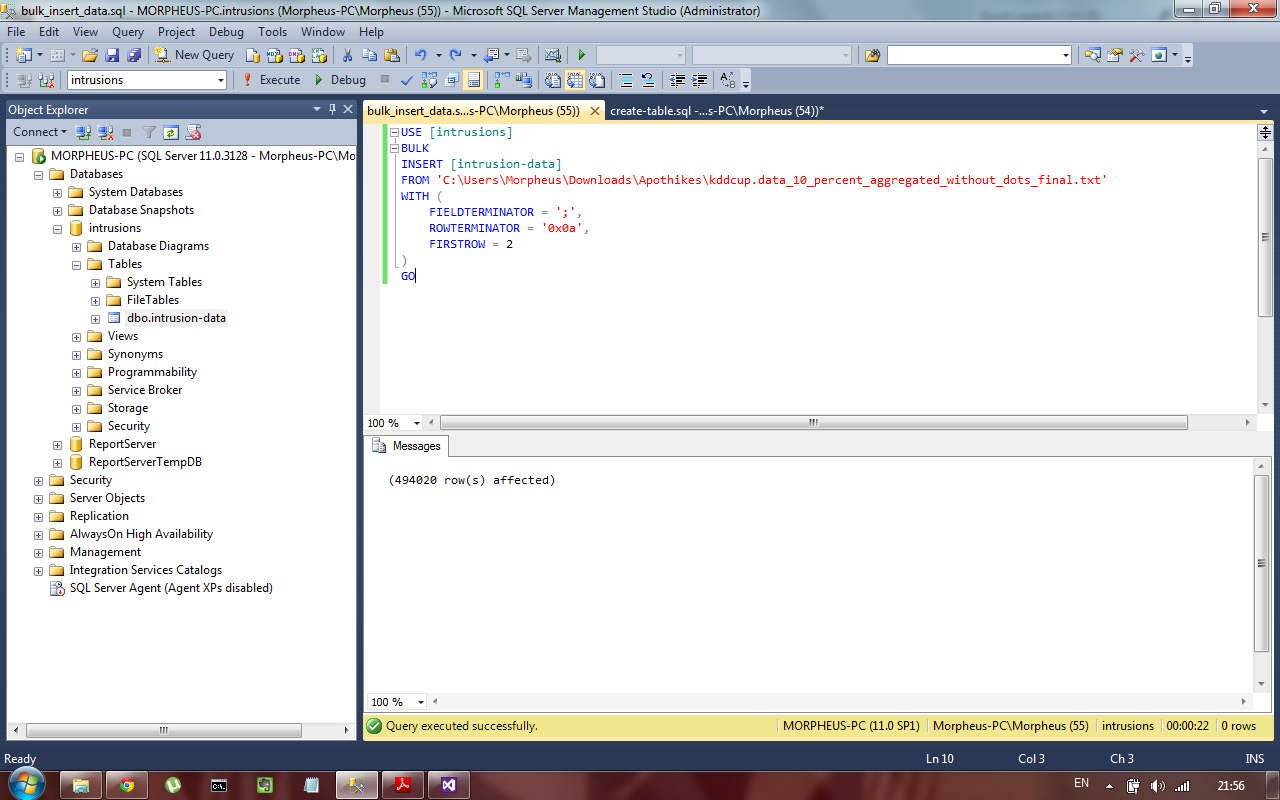 bulk_insert_data.sql - MORPHEUS-PC.intrusions (Morpheus-PC\Morpheus (55)) - Microsoft SQL Server Management Studio (Administrator)
File Edit View Query Project Debug Tools Window Help
New Query
intrusions Execute Debug
Object Explorer
Connect
MORPHEUS-PC (SQL Server 11.0.3128 - Morpheus-PC\Mo
Databases
System Databases
Database Snapshots
intrusions
Database Diagrams
Tables
System Tables
FileTables
dbo.intrusion-data
Views
Synonyms
Programmability
Service Broker
Storage
Security
ReportServer
ReportServerTempDB
Security
Server Objects
Replication
AlwaysOn High Availability
Management
Integration Services Catalogs
SQL Server Agent (Agent XPs disabled)
bulk_insert_data.s...s-PC\Morpheus (55)) create-table.sql -...s-PC\Morpheus (54))*
USE [intrusions]
BULK
INSERT [intrusion-data]
FROM 'C:\Users\Morpheus\Downloads\Apothikes\kddcup.data_10_percent_aggregated_without_dots_final.txt'
WITH (
FIELDTERMINATOR = ';',
ROWTERMINATOR = '0x0a',
FIRSTROW = 2
)
GO
100 %
Messages
(494020 row(s) affected)
100 %
Query executed successfully. MORPHEUS-PC (11.0 SP1) Morpheus-PC\Morpheus (55) intrusions 00:00:22 0 rows
Ready Ln 10 Col 3 Ch 3 INS
EN 21:56